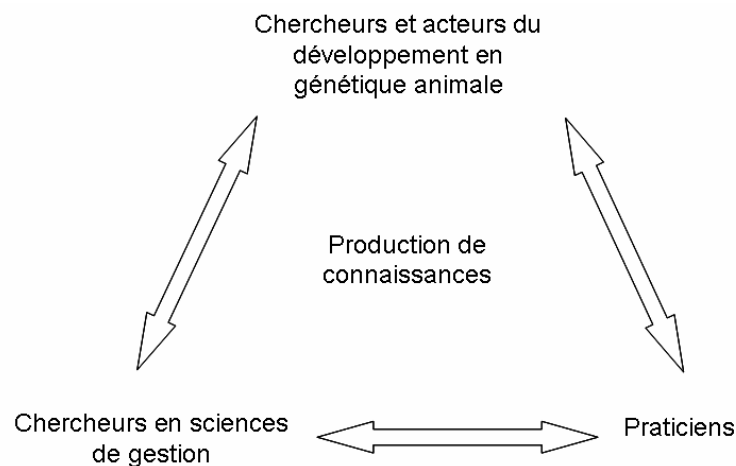 Chercheurs et acteurs du
développement en
génétique animale
Production de
connaissances
Chercheurs en sciences
de gestion
Praticiens